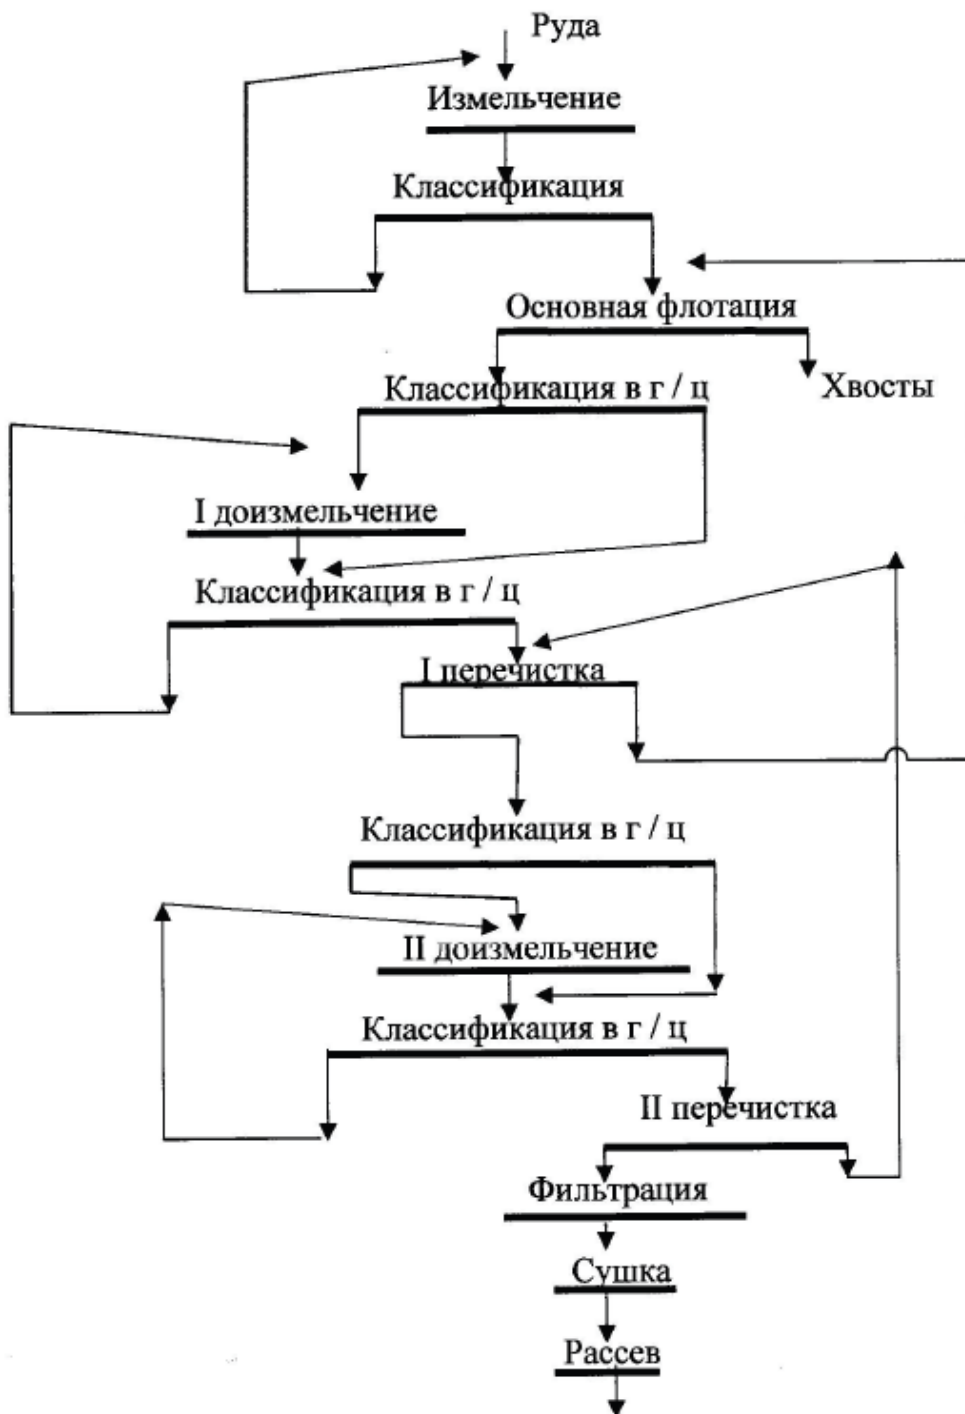 Руда
Измельчение
Классификация
Основная флотация
Классификация в г / ц
Хвосты
I доизмельчение
Классификация в г / ц
I перечистка
Классификация в г / ц
II доизмельчение
Классификация в г / ц
II перечистка
Фильтрация
Сушка
Рассев